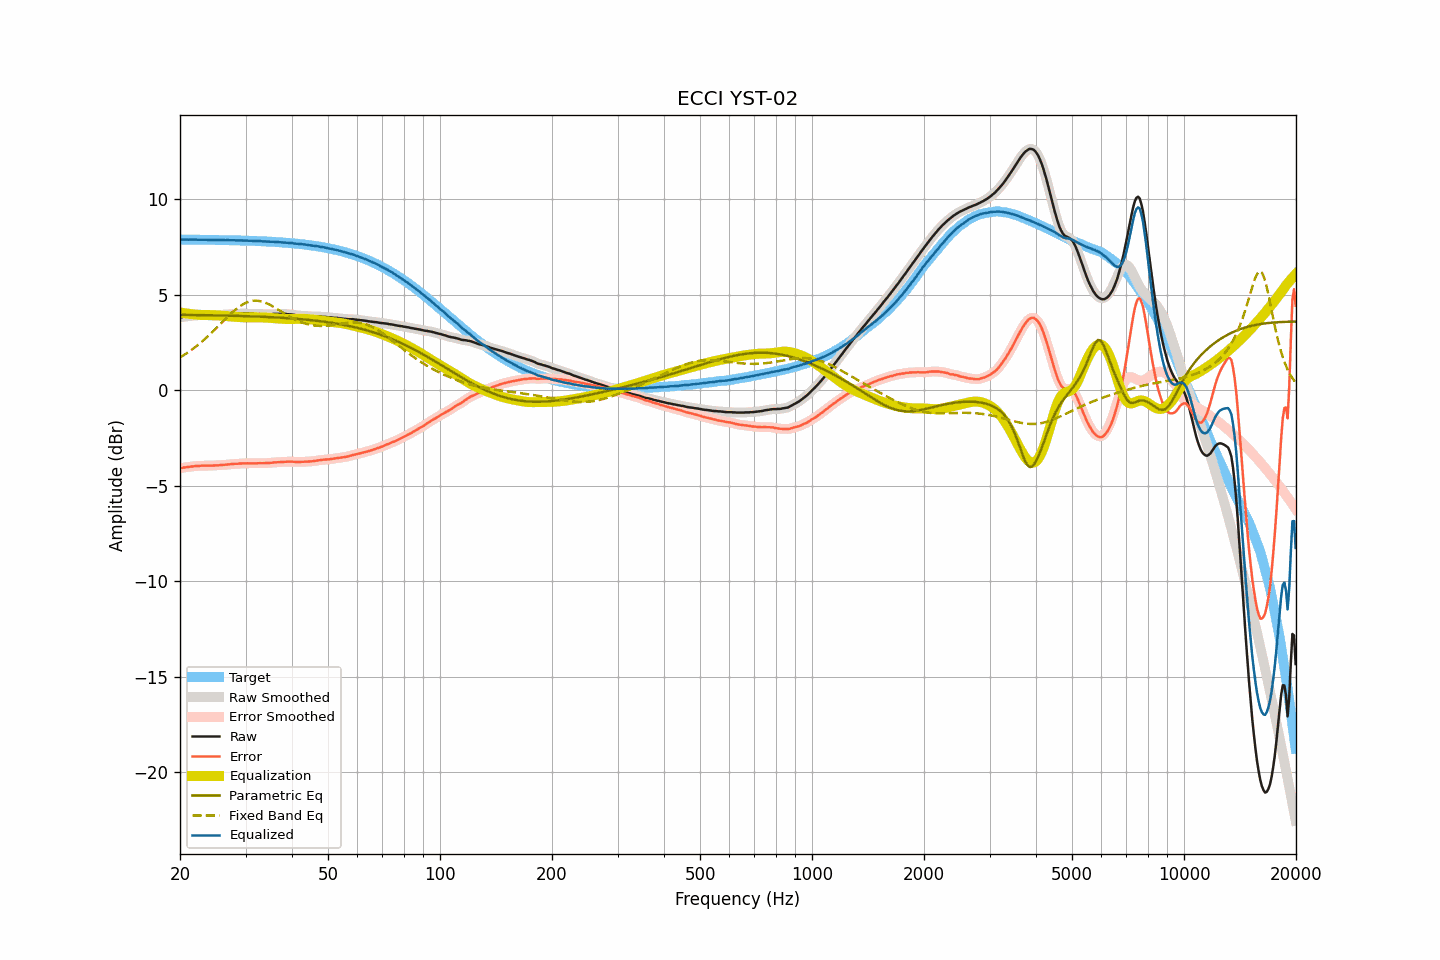 ECCI YST-02
10
5
0
−5
−10
−15
−20
Amplitude (dBr)
Target
Raw Smoothed
Error Smoothed
Raw
Error
Equalization
Parametric Eq
Fixed Band Eq
Equalized
20 50 100 200 500 1000 2000 5000 10000 20000
Frequency (Hz)